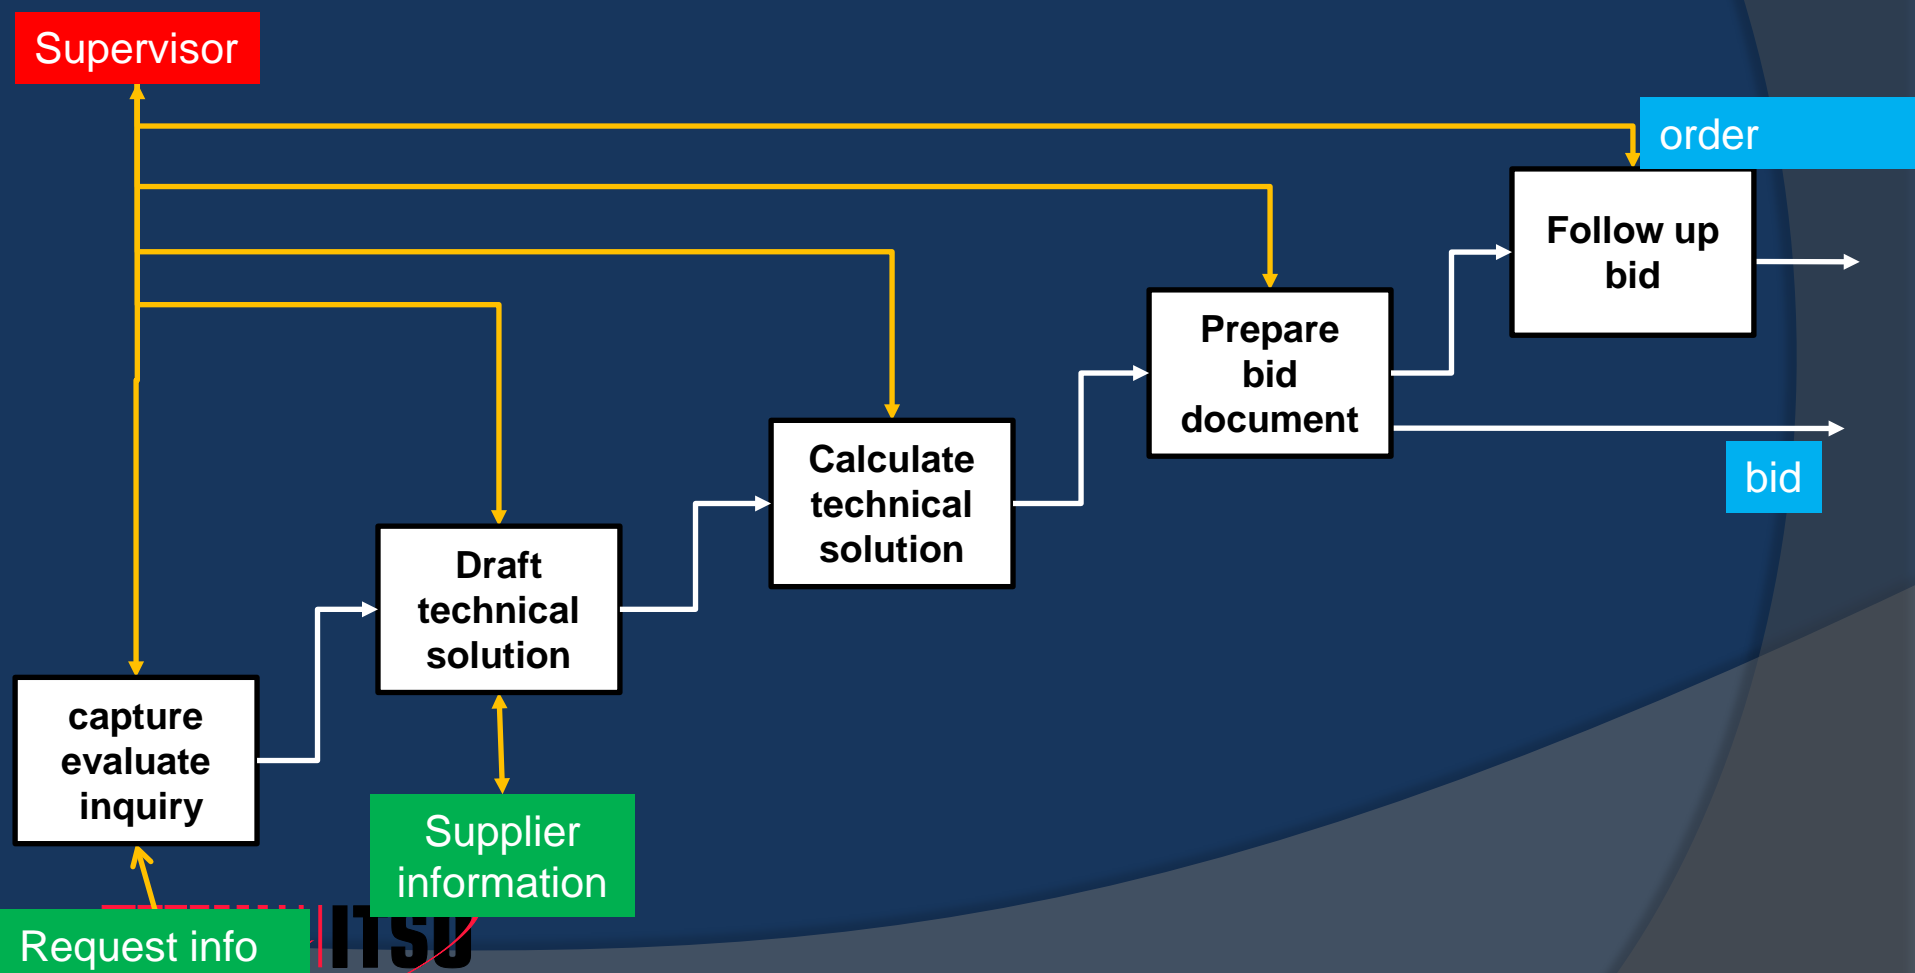 Supervisor
order
Follow up
bid
Prepare
bid
document
bid
Calculate
technical
solution
Draft
technical
solution
capture
evaluate
inquiry
Supplier
information
Request info
ITSO